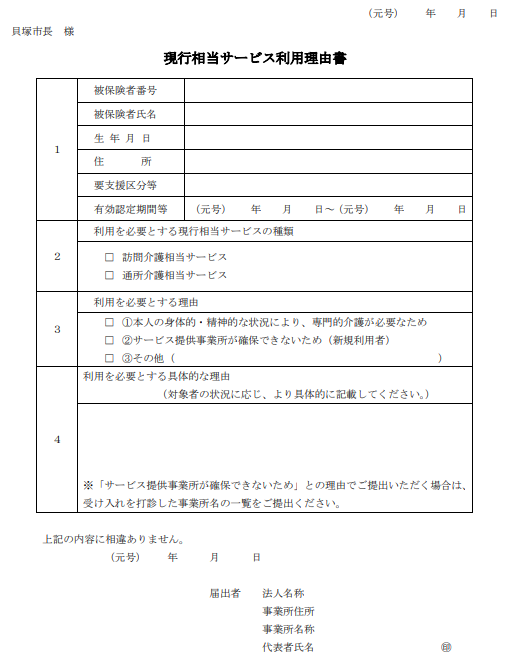 （元号）　　年　　月　　日
貝塚市長　様
現行相当サービス利用理由書
1
被保険者番号
被保険者氏名
生 年 月 日
住　　　所
要支援区分等
有効認定期間等　（元号）　　年　　月　　日～（元号）　　年　　月　　日
2
利用を必要とする現行相当サービスの種類
□ 訪問介護相当サービス
□ 通所介護相当サービス
3
利用を必要とする理由
□ ①本人の身体的・精神的な状況により、専門的介護が必要なため
□ ②サービス提供事業所が確保できないため（新規利用者）
□ ③その他（　　　　　　　　　　　　　　　　　　　　　　　　）
4
利用を必要とする具体的な理由
（対象者の状況に応じ、より具体的に記載してください。）
※「サービス提供事業所が確保できないため」との理由でご提出いただく場合は、
受け入れを打診した事業所名の一覧をご提出ください。
上記の内容に相違ありません。
（元号）　　年　　　月　　　日
届出者　　法人名称
事業所住所
事業所名称
代表者氏名　　　　　　　　　　　　㊞